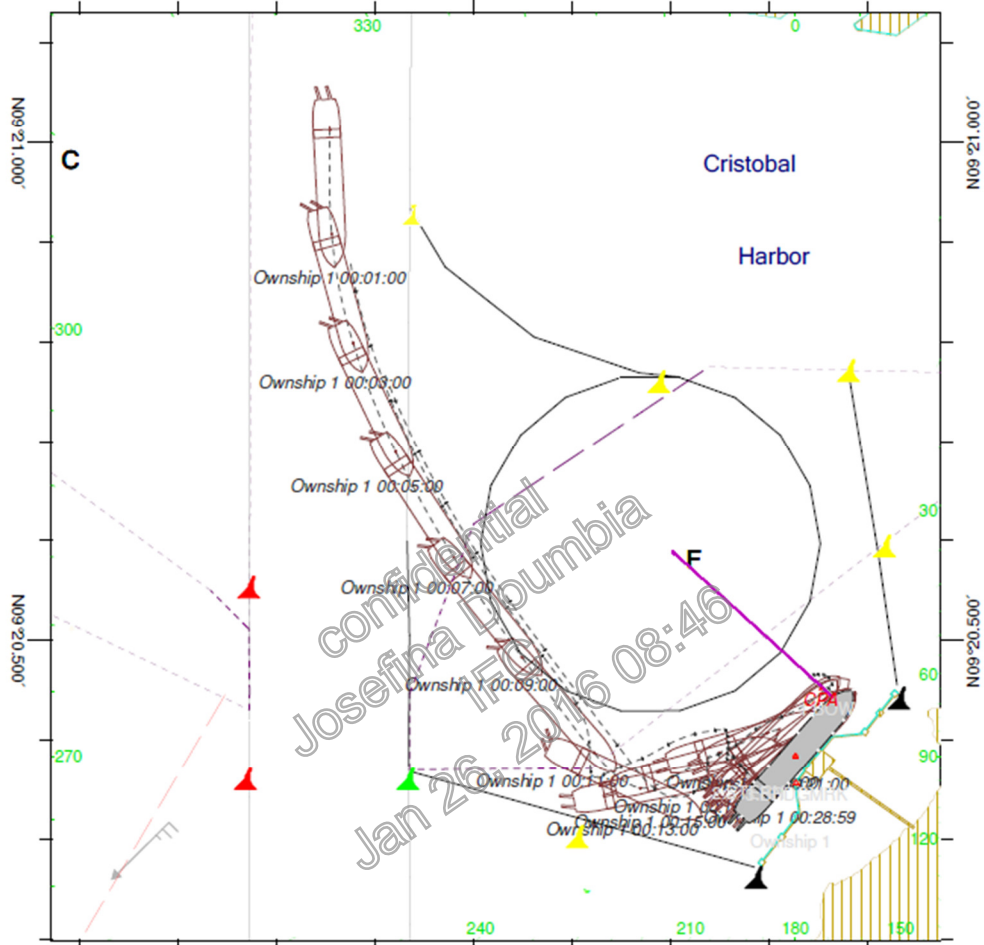 330
0
N09°21.000'
N09°21.000'
C
Cristobal
Harbor
Ownship 1 00:01:00
300
Ownship 1 00:03:00
Ownship 1 00:05:00
30
confidential
Josefina Doumbia
IFC
Jan 26, 2016 08:46
F
Ownship 1 00:07:00
N09°20.500'
N09°20.500'
Ownship 1 00:09:00
60
CPA
270
90
Ownship 1 00:11:00
Ownship 1 00:15:00
Ownship 1 00:28:59
Ownship 1 00:13:00
Ownship 1
120
E
240
210
180
150